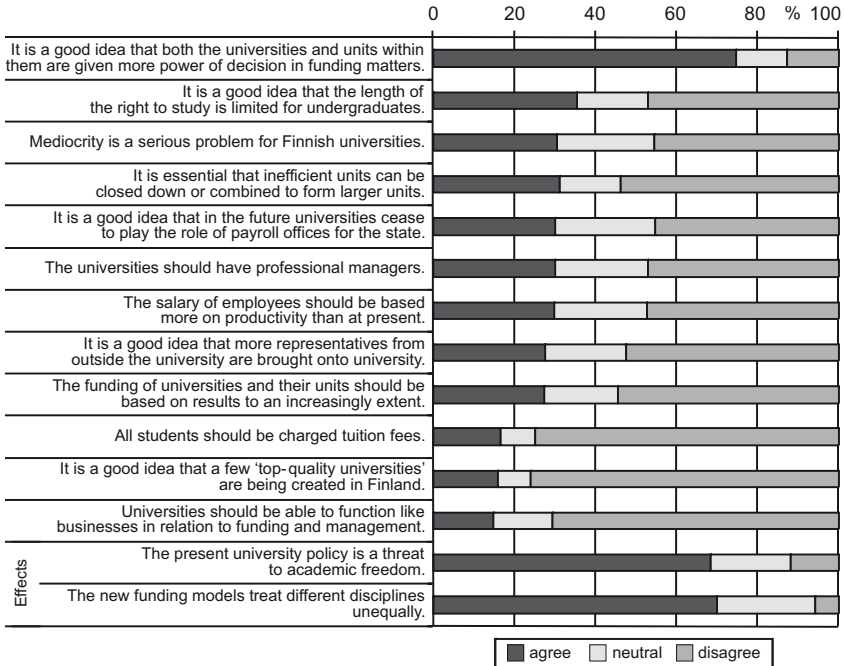 0 20 40 60 80 % 100
It is a good idea that both the universities and units within
them are given more power of decision in funding matters.
It is a good idea that the length of
the right to study is limited for undergraduates.
Mediocrity is a serious problem for Finnish universities.
It is essential that inefficient units can be
closed down or combined to form larger units.
It is a good idea that in the future universities cease
to play the role of payroll offices for the state.
The universities should have professional managers.
The salary of employees should be based
more on productivity than at present.
It is a good idea that more representatives from
outside the university are brought onto university.
The funding of universities and their units should be
based on results to an increasingly extent.
All students should be charged tuition fees.
It is a good idea that a few ‘top-quality universities’
are being created in Finland.
Universities should be able to function like
businesses in relation to funding and management.
Effects
The present university policy is a threat
to academic freedom.
The new funding models treat different disciplines
unequally.
agree neutral disagree